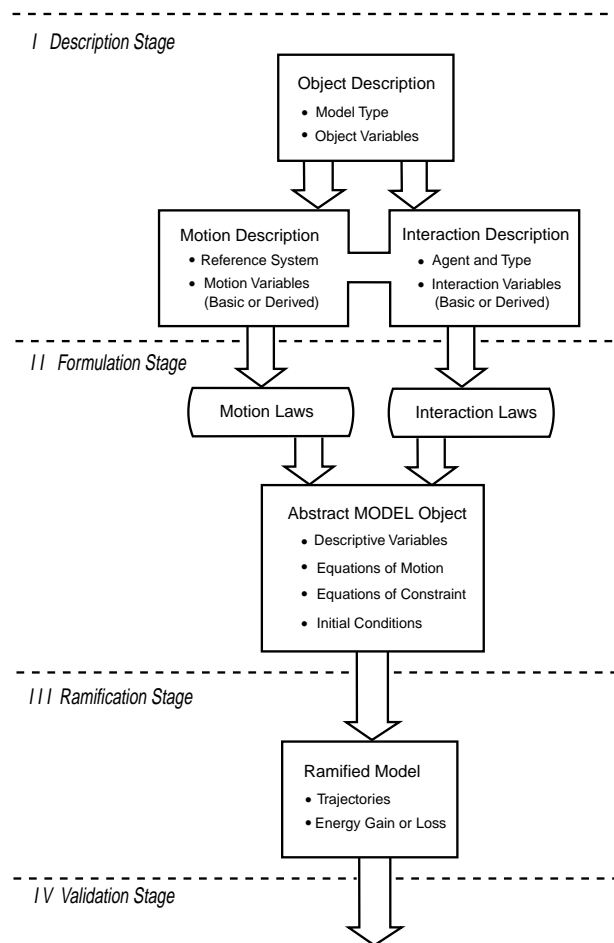 I Description Stage
Object Description
• Model Type
• Object Variables
Motion Description
• Reference System
• Motion Variables
(Basic or Derived)
Interaction Description
• Agent and Type
• Interaction Variables
(Basic or Derived)
II Formulation Stage
Motion Laws
Interaction Laws
Abstract MODEL Object
• Descriptive Variables
• Equations of Motion
• Equations of Constraint
• Initial Conditions
III Ramification Stage
Ramified Model
• Trajectories
• Energy Gain or Loss
IV Validation Stage